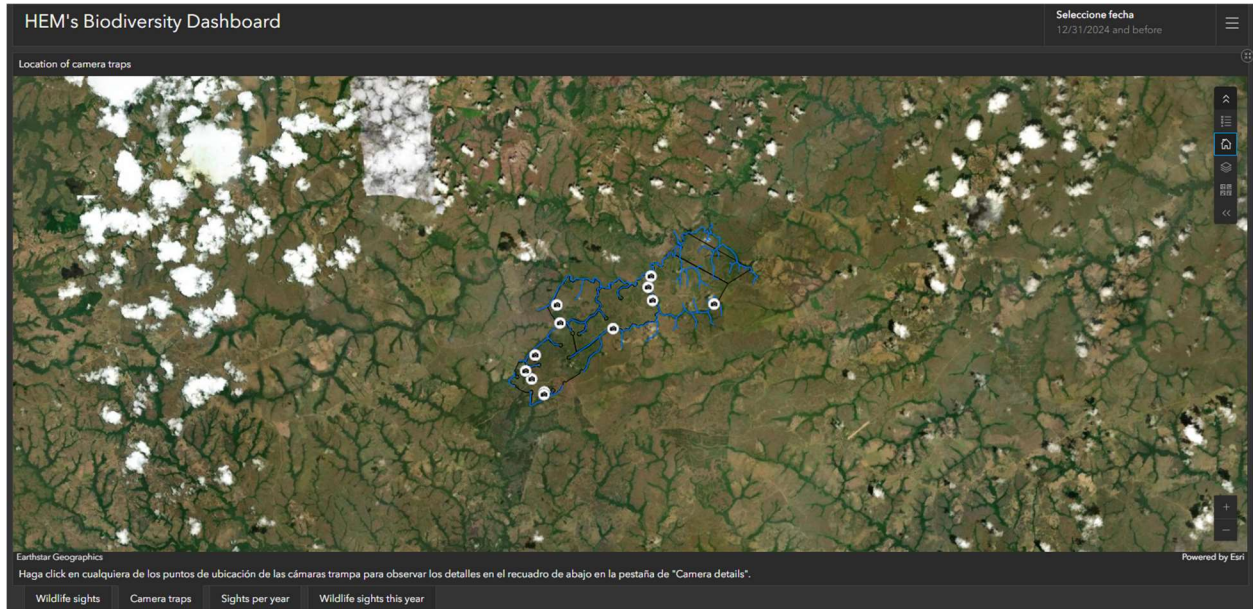 HEM's Biodiversity Dashboard
Seleccione fecha
12/31/2024 and before
Location of camera traps
Earthstar Geographics
Powered by Esri
Haga click en cualquiera de los puntos de ubicación de las cámaras trampa para observar los detalles en el recuadro de abajo en la pestaña de "Camera details".
Wildlife sights
Camera traps
Sights per year
Wildlife sights this year